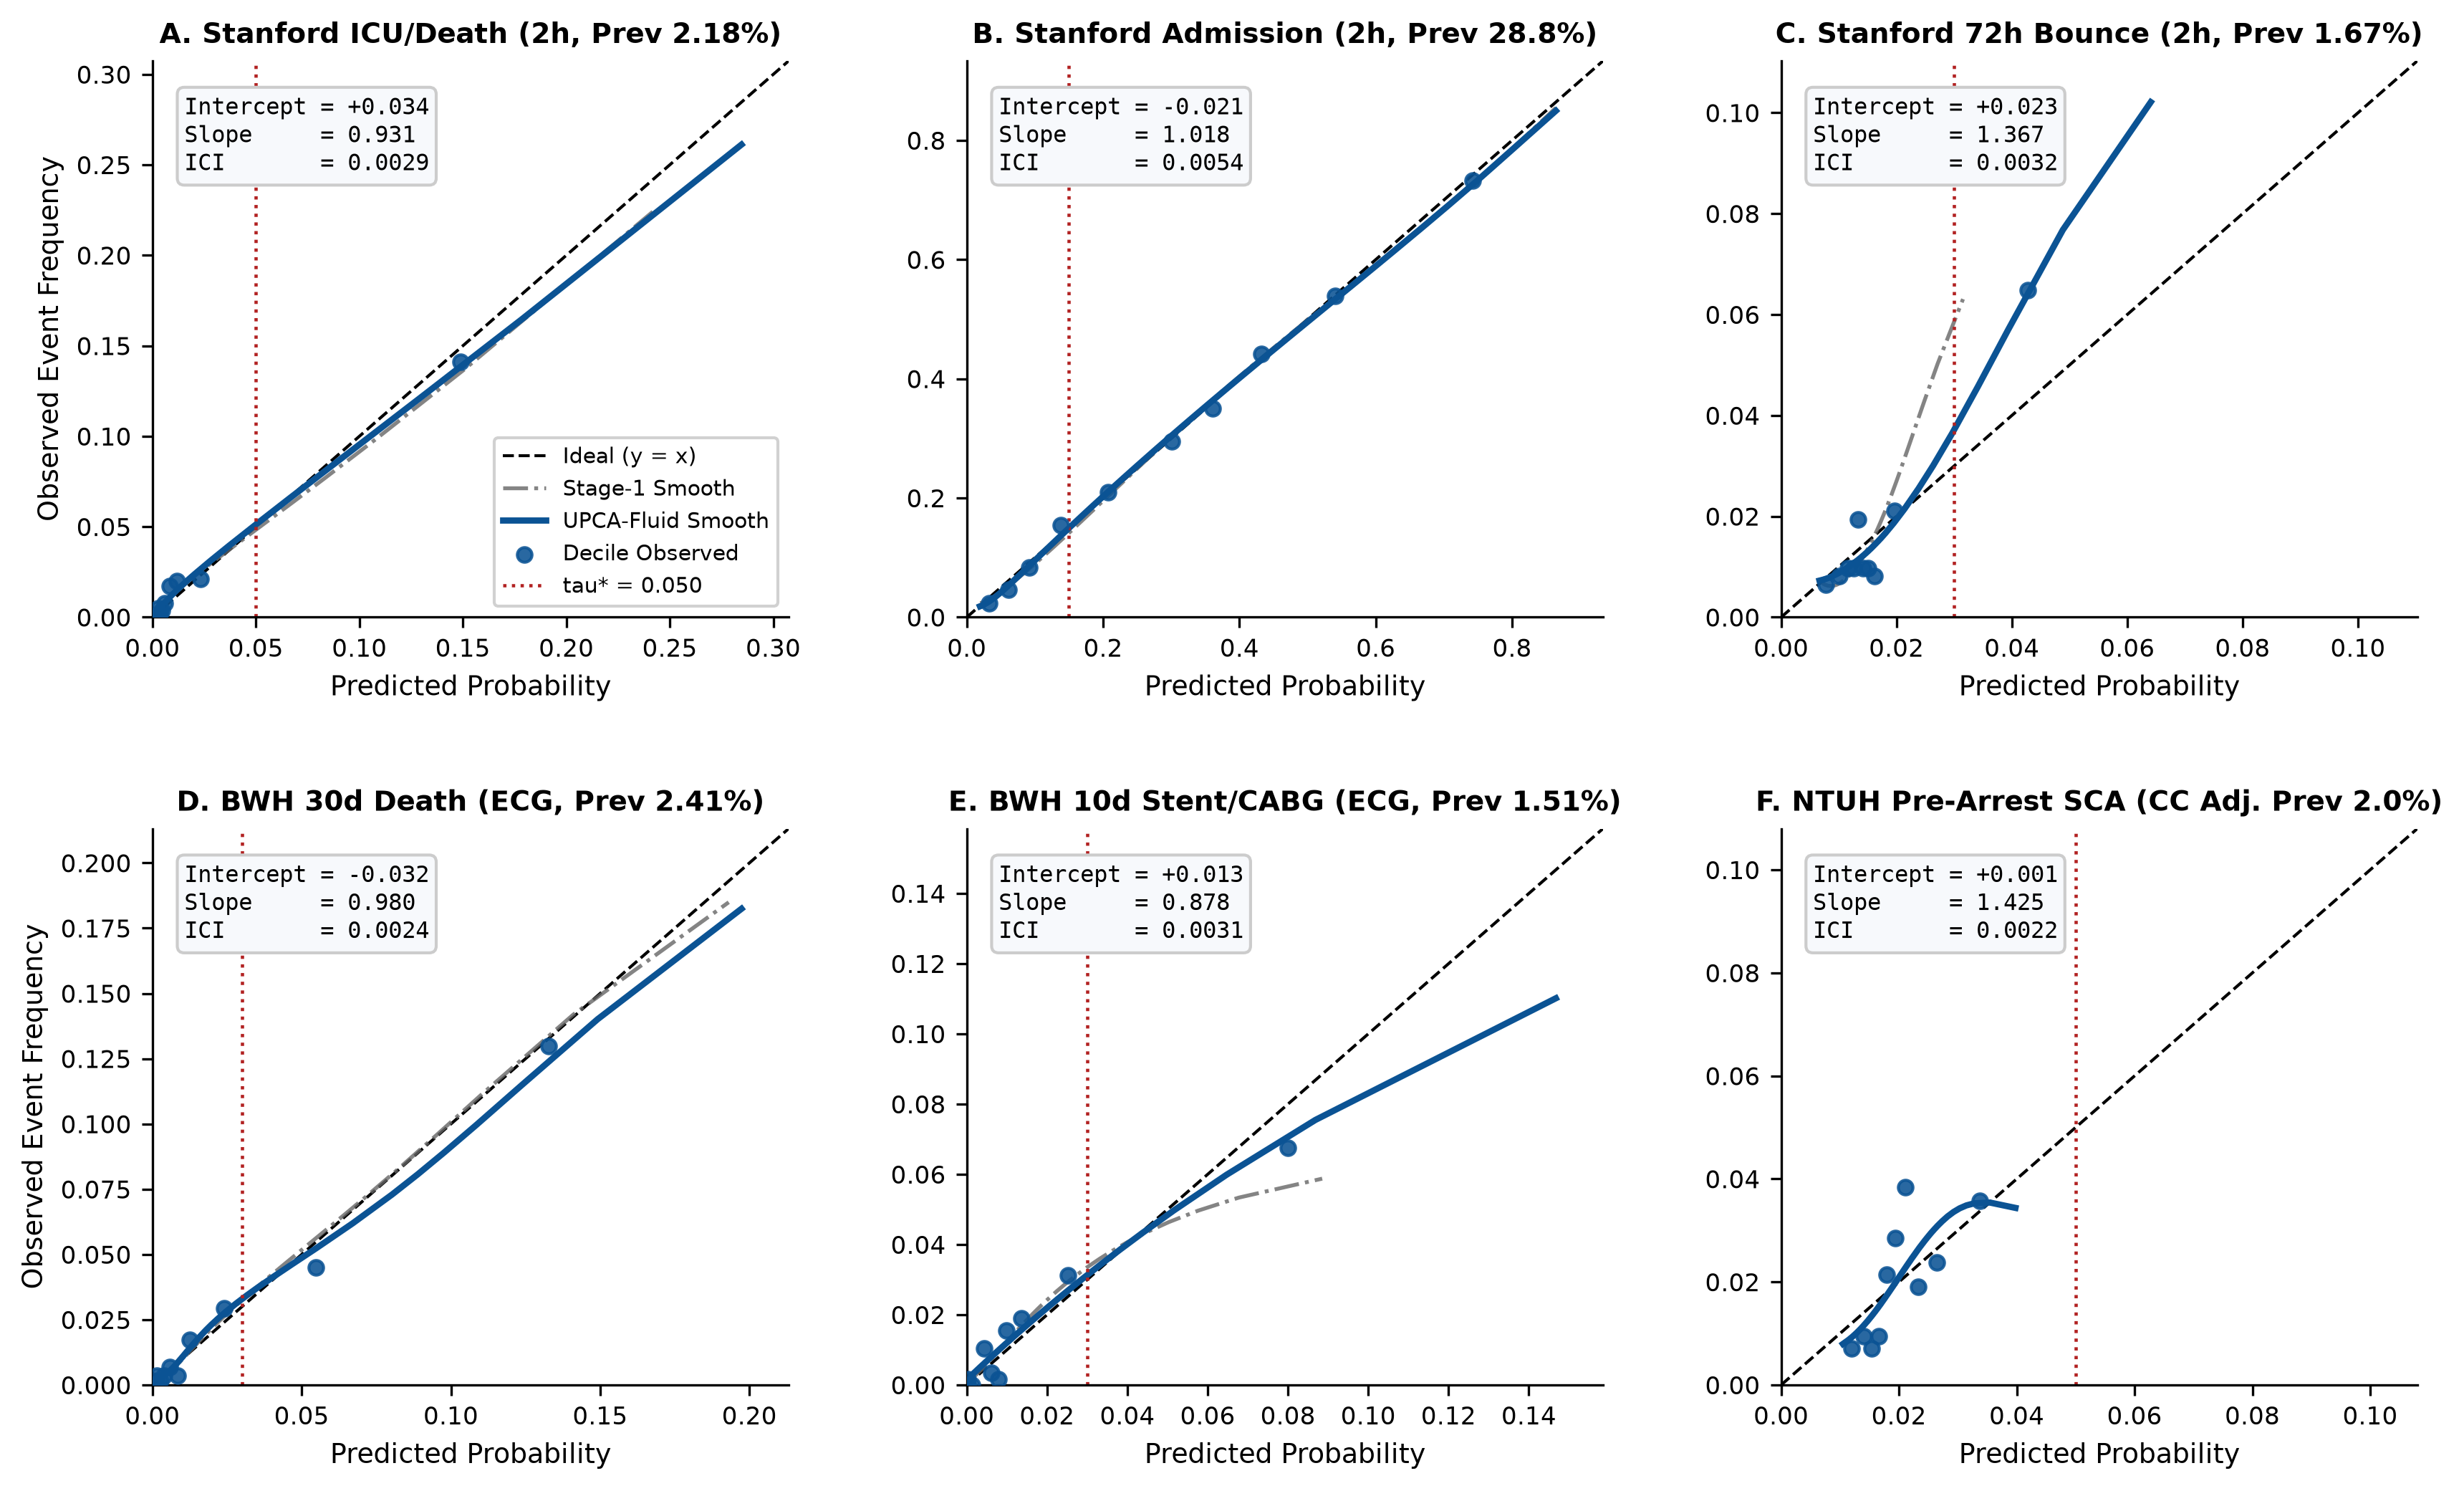 A. Stanford ICU/Death (2h, Prev 2.18%)
Observed Event Frequency
0.30
0.25
0.20
0.15
0.10
0.05
0.00
Intercept = +0.034
Slope = 0.931
ICI = 0.0029
Ideal (y = x)
Stage-1 Smooth
UPCA-Fluid Smooth
Decile Observed
tau* = 0.050
0.00 0.05 0.10 0.15 0.20 0.25 0.30
Predicted Probability
B. Stanford Admission (2h, Prev 28.8%)
0.8
0.6
0.4
0.2
0.0
Intercept = -0.021
Slope = 1.018
ICI = 0.0054
0.0 0.2 0.4 0.6 0.8
Predicted Probability
C. Stanford 72h Bounce (2h, Prev 1.67%)
0.10
0.08
0.06
0.04
0.02
0.00
Intercept = +0.023
Slope = 1.367
ICI = 0.0032
0.00 0.02 0.04 0.06 0.08 0.10
Predicted Probability
D. BWH 30d Death (ECG, Prev 2.41%)
Observed Event Frequency
0.200
0.175
0.150
0.125
0.100
0.075
0.050
0.025
0.000
Intercept = -0.032
Slope = 0.980
ICI = 0.0024
0.00 0.05 0.10 0.15 0.20
Predicted Probability
E. BWH 10d Stent/CABG (ECG, Prev 1.51%)
0.14
0.12
0.10
0.08
0.06
0.04
0.02
0.00
Intercept = +0.013
Slope = 0.878
ICI = 0.0031
0.00 0.02 0.04 0.06 0.08 0.10 0.12 0.14
Predicted Probability
F. NTUH Pre-Arrest SCA (CC Adj. Prev 2.0%)
0.10
0.08
0.06
0.04
0.02
0.00
Intercept = +0.001
Slope = 1.425
ICI = 0.0022
0.00 0.02 0.04 0.06 0.08 0.10
Predicted Probability